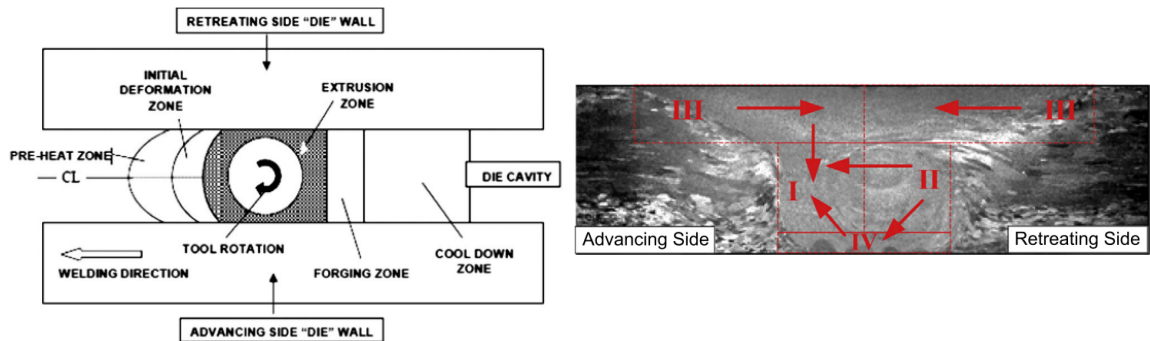 RETREATING SIDE "DIE" WALL
INITIAL
DEFORMATION
ZONE
EXTRUSION
ZONE
PRE-HEAT ZONE
CL
DIE CAVITY
TOOL ROTATION
WELDING DIRECTION
FORGING ZONE
COOL DOWN
ZONE
ADVANCING SIDE "DIE" WALL
III
III
I
II
IV
Advancing Side
Retreating Side